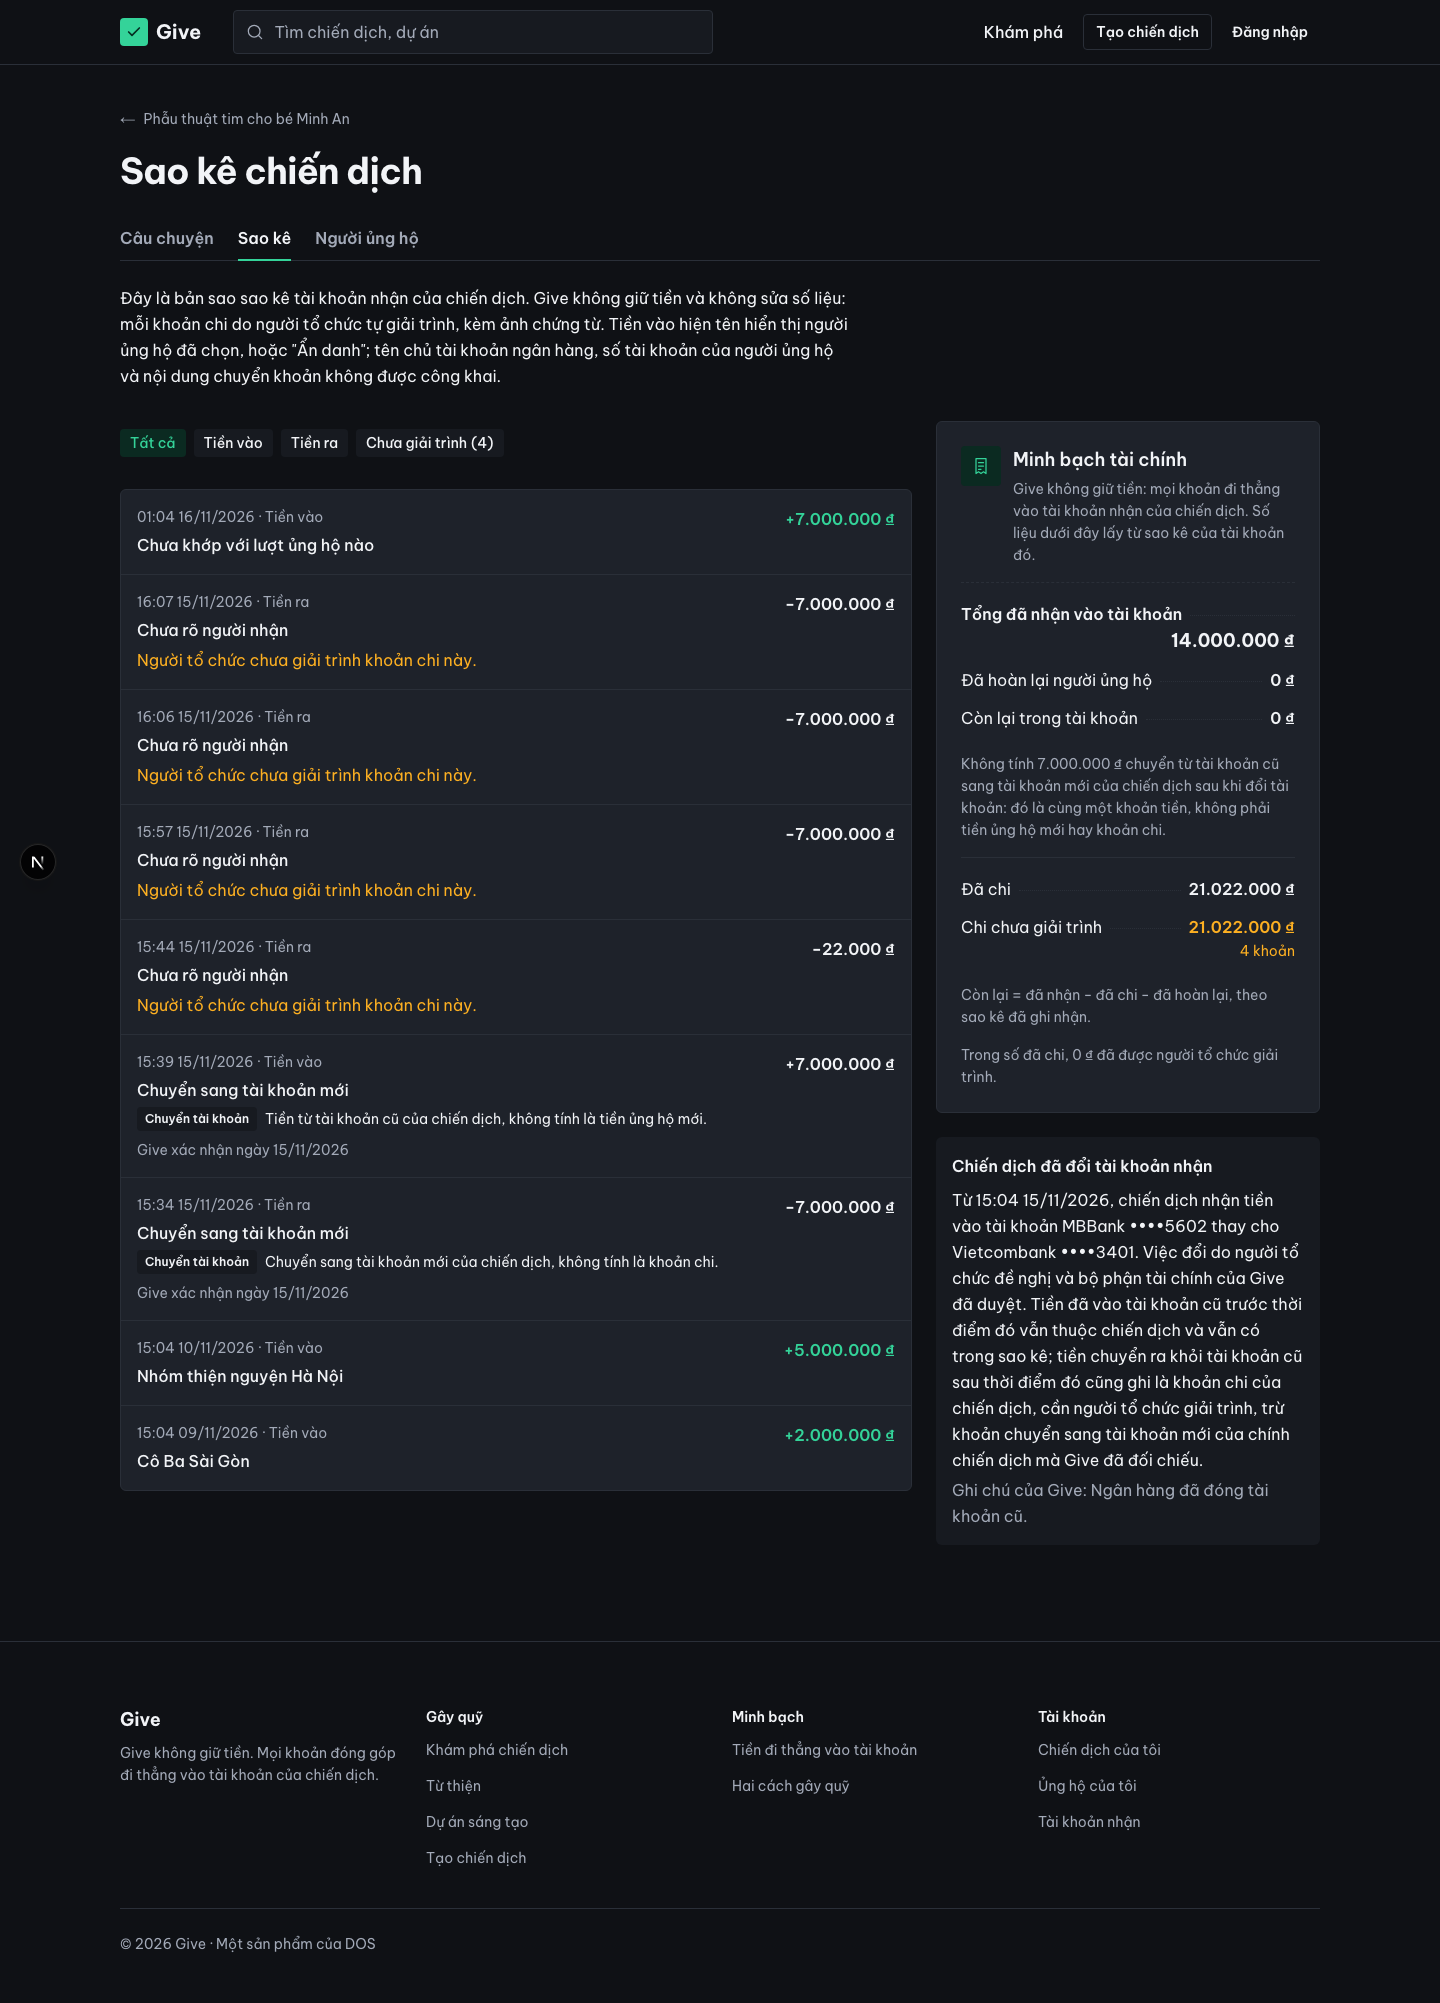 Give
Tìm chiến dịch, dự án
Khám phá
Tạo chiến dịch
Đăng nhập
← Phẫu thuật tim cho bé Minh An
Sao kê chiến dịch
Câu chuyện
Sao kê
Người ủng hộ
Đây là bản sao sao kê tài khoản nhận của chiến dịch. Give không giữ tiền và không sửa số liệu:
mỗi khoản chi do người tổ chức tự giải trình, kèm ảnh chứng từ. Tiền vào hiện tên hiển thị người
ủng hộ đã chọn, hoặc "Ẩn danh"; tên chủ tài khoản ngân hàng, số tài khoản của người ủng hộ
và nội dung chuyển khoản không được công khai.
Tất cả
Tiền vào
Tiền ra
Chưa giải trình (4)
01:04 16/11/2026 · Tiền vào
+7.000.000 ₫
Chưa khớp với lượt ủng hộ nào
16:07 15/11/2026 · Tiền ra
-7.000.000 ₫
Chưa rõ người nhận
Người tổ chức chưa giải trình khoản chi này.
16:06 15/11/2026 · Tiền ra
-7.000.000 ₫
Chưa rõ người nhận
Người tổ chức chưa giải trình khoản chi này.
15:57 15/11/2026 · Tiền ra
-7.000.000 ₫
Chưa rõ người nhận
Người tổ chức chưa giải trình khoản chi này.
15:44 15/11/2026 · Tiền ra
-22.000 ₫
Chưa rõ người nhận
Người tổ chức chưa giải trình khoản chi này.
15:39 15/11/2026 · Tiền vào
+7.000.000 ₫
Chuyển sang tài khoản mới
Chuyển tài khoản Tiền từ tài khoản cũ của chiến dịch, không tính là tiền ủng hộ mới.
Give xác nhận ngày 15/11/2026
15:34 15/11/2026 · Tiền ra
-7.000.000 ₫
Chuyển sang tài khoản mới
Chuyển tài khoản Chuyển sang tài khoản mới của chiến dịch, không tính là khoản chi.
Give xác nhận ngày 15/11/2026
15:04 10/11/2026 · Tiền vào
+5.000.000 ₫
Nhóm thiện nguyện Hà Nội
15:04 09/11/2026 · Tiền vào
+2.000.000 ₫
Cô Ba Sài Gòn
Minh bạch tài chính
Give không giữ tiền: mọi khoản đi thẳng
vào tài khoản nhận của chiến dịch. Số
liệu dưới đây lấy từ sao kê của tài khoản
đó.
Tổng đã nhận vào tài khoản
14.000.000 ₫
Đã hoàn lại người ủng hộ
0 ₫
Còn lại trong tài khoản
0 ₫
Không tính 7.000.000 ₫ chuyển từ tài khoản cũ
sang tài khoản mới của chiến dịch sau khi đổi tài
khoản: đó là cùng một khoản tiền, không phải
tiền ủng hộ mới hay khoản chi.
Đã chi
21.022.000 ₫
Chi chưa giải trình
21.022.000 ₫
4 khoản
Còn lại = đã nhận - đã chi - đã hoàn lại, theo
sao kê đã ghi nhận.
Trong số đã chi, 0 ₫ đã được người tổ chức giải
trình.
Chiến dịch đã đổi tài khoản nhận
Từ 15:04 15/11/2026, chiến dịch nhận tiền
vào tài khoản MBBank ••••5602 thay cho
Vietcombank ••••3401. Việc đổi do người tổ
chức đề nghị và bộ phận tài chính của Give
đã duyệt. Tiền đã vào tài khoản cũ trước thời
điểm đó vẫn thuộc chiến dịch và vẫn có
trong sao kê; tiền chuyển ra khỏi tài khoản cũ
sau thời điểm đó cũng ghi là khoản chi của
chiến dịch, cần người tổ chức giải trình, trừ
khoản chuyển sang tài khoản mới của chính
chiến dịch mà Give đã đối chiếu.
Ghi chú của Give: Ngân hàng đã đóng tài
khoản cũ.
Give
Give không giữ tiền. Mọi khoản đóng góp
đi thẳng vào tài khoản của chiến dịch.
Gây quỹ
Khám phá chiến dịch
Từ thiện
Dự án sáng tạo
Tạo chiến dịch
Minh bạch
Tiền đi thẳng vào tài khoản
Hai cách gây quỹ
Tài khoản
Chiến dịch của tôi
Ủng hộ của tôi
Tài khoản nhận
© 2026 Give · Một sản phẩm của DOS